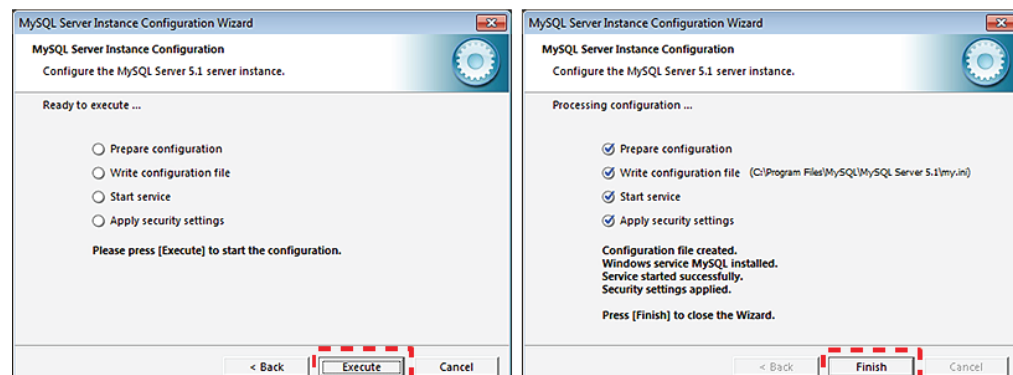 MySQL Server Instance Configuration Wizard
MySQL Server Instance Configuration
Configure the MySQL Server 5.1 server instance.
Ready to execute ...
Prepare configuration
Write configuration file
Start service
Apply security settings
Please press [Execute] to start the configuration.
< Back
Execute
Cancel
MySQL Server Instance Configuration Wizard
MySQL Server Instance Configuration
Configure the MySQL Server 5.1 server instance.
Processing configuration ...
Prepare configuration
Write configuration file (C:\Program Files\MySQL\MySQL Server 5.1\my.ini)
Start service
Apply security settings
Configuration file created.
Windows service MySQL installed.
Service started successfully.
Security settings applied.
Press [Finish] to close the Wizard.
< Back
Finish
Cancel